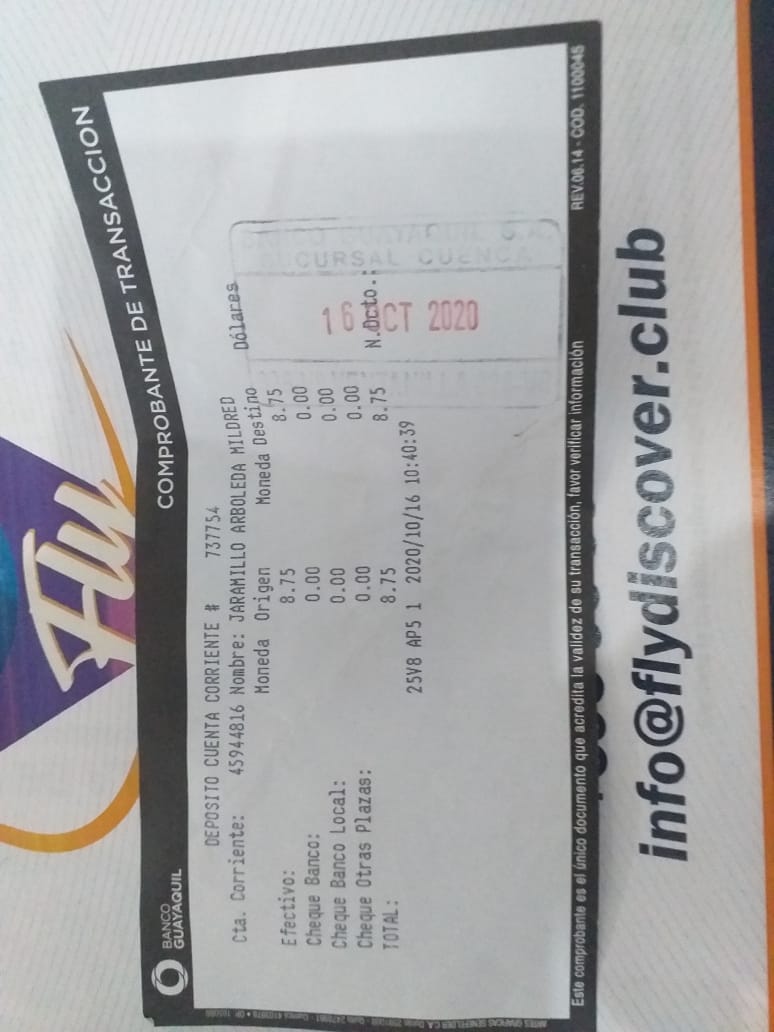 Fly
BANCO
GUAYAQUIL
COMPROBANTE DE TRANSACCION
DEPOSITO CUENTA CORRIENTE # 737754
Cta. Corriente: 45944816 Nombre: JARAMILLO ARBOLEDA MILDRED
Moneda Origen Moneda Destino Dólares
Efectivo: 8.75 8.75
Cheque Banco: 0.00 0.00
Cheque Banco Local: 0.00 0.00
Cheque Otras Plazas: 0.00 0.00 N.Dcto.:
TOTAL: 8.75 8.75
25V8 AP5 1 2020/10/16 10:40:39
BANCO GUAYAQUIL S.A.
SUCURSAL CUENCA
16 OCT 2020
Este comprobante es el único documento que acredita la validez de su transacción, favor verificar información
REV.06.14 - COD. 1100045
info@flydiscover.club